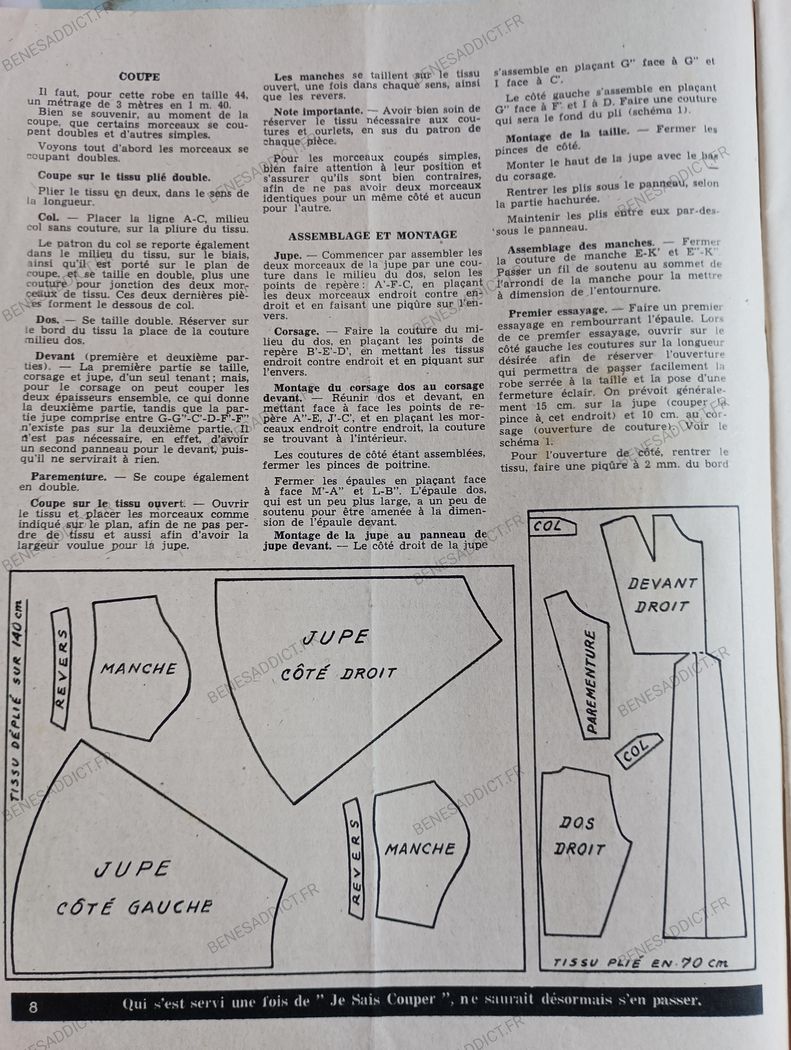 COUPE
Il faut, pour cette robe en taille 44,
un métrage de 3 mètres en 1 m. 40.
Bien se souvenir, au moment de la
coupe, que certains morceaux se cou-
pent doubles et d'autres simples.
Voyons tout d'abord les morceaux se
coupant doubles.
Coupe sur le tissu plié double.
Plier le tissu en deux, dans le sens de
la longueur.
Col. — Placer la ligne A-C, milieu
col sans couture, sur la pliure du tissu.
Le patron du col se reporte également
dans le milieu du tissu, sur le biais,
ainsi qu'il est porté sur le plan de
coupe, et se taille en double, plus une
couture pour jonction des deux mor-
ceaux de tissu. Ces deux dernières piè-
ces forment le dessous de col.
Dos. — Se taille double. Réserver sur
le bord du tissu la place de la couture
milieu dos.
Devant (première et deuxième par-
ties). — La première partie se taille,
corsage et jupe, d'un seul tenant ; mais,
pour le corsage on peut couper les
deux épaisseurs ensemble, ce qui donne
la deuxième partie, tandis que la par-
tie jupe comprise entre G-G"-C'-D-F'-F"
n'existe pas sur la deuxième partie. Il
n'est pas nécessaire, en effet, d'avoir
un second panneau pour le devant, puis-
qu'il ne servirait à rien.
Parementure. — Se coupe également
en double.
Coupe sur le tissu ouvert. — Ouvrir
le tissu et placer les morceaux comme
indiqué sur le plan, afin de ne pas per-
dre de tissu et aussi afin d'avoir la
largeur voulue pour la jupe.
Les manches se taillent sur le tissu
ouvert, une fois dans chaque sens, ainsi
que les revers.
Note importante. — Avoir bien soin de
réserver le tissu nécessaire aux cou-
tures et ourlets, en sus du patron de
chaque pièce.
Pour les morceaux coupés simples,
bien faire attention à leur position et
s'assurer qu'ils sont bien contraires,
afin de ne pas avoir deux morceaux
identiques pour un même côté et aucun
pour l'autre.
ASSEMBLAGE ET MONTAGE
Jupe. — Commencer par assembler les
deux morceaux de la jupe par une cou-
ture dans le milieu du dos, selon les
points de repère : A'-F-C, en plaçant
les deux morceaux endroit contre en-
droit et en faisant une piqûre sur l'en-
vers.
Corsage. — Faire la couture du mi-
lieu du dos, en plaçant les points de
repère B'-E'-D', en mettant les tissus
endroit contre endroit et en piquant sur
l'envers.
Montage du corsage dos au corsage
devant. — Réunir dos et devant, en
mettant face à face les points de re-
père A"-E, J'-C', et en plaçant les mor-
ceaux endroit contre endroit, la couture
se trouvant à l'intérieur.
Les coutures de côté étant assemblées,
fermer les pinces de poitrine.
Fermer les épaules en plaçant face
à face M'-A" et L-B". L'épaule dos,
qui est un peu plus large, a un peu de
soutenu pour être amenée à la dimen-
sion de l'épaule devant.
Montage de la jupe au panneau de
jupe devant. — Le côté droit de la jupe
s'assemble en plaçant G" face à G" et
I face à C'.
Le côté gauche s'assemble en plaçant
G" face à F' et I à D. Faire une couture
qui sera le fond du pli (schéma 1).
Montage de la taille. — Fermer les
pinces de côté.
Monter le haut de la jupe avec le bas
du corsage.
Rentrer les plis sous le panneau, selon
la partie hachurée.
Maintenir les plis entre eux par-des-
sous le panneau.
Assemblage des manches. — Fermer
la couture de manche E-K' et E"-K"
Passer un fil de soutenu au sommet de
l'arrondi de la manche pour la mettre
à dimension de l'entournure.
Premier essayage. — Faire un premier
essayage en rembourrant l'épaule. Lors
de ce premier essayage, ouvrir sur le
côté gauche les coutures sur la longueur
désirée afin de réserver l'ouverture
qui permettra de passer facilement la
robe serrée à la taille et la pose d'une
fermeture éclair. On prévoit générale-
ment 15 cm. sur la jupe (couper la
pince à cet endroit) et 10 cm. au cor-
sage (ouverture de couture). Voir le
schéma 1.
Pour l'ouverture de côté, rentrer le
tissu, faire une piqûre à 2 mm. du bord
TISSU DÉPLIÉ SUR 140 cm
REVERS
MANCHE
JUPE
CÔTÉ DROIT
JUPE
CÔTÉ GAUCHE
REVERS
MANCHE
COL
DEVANT
DROIT
PAREMENTURE
COL
DOS
DROIT
TISSU PLIÉ EN 70 cm
8
Qui s'est servi une fois de " Je Sais Couper ", ne saurait désormais s'en passer.
BENESADDICT.FR